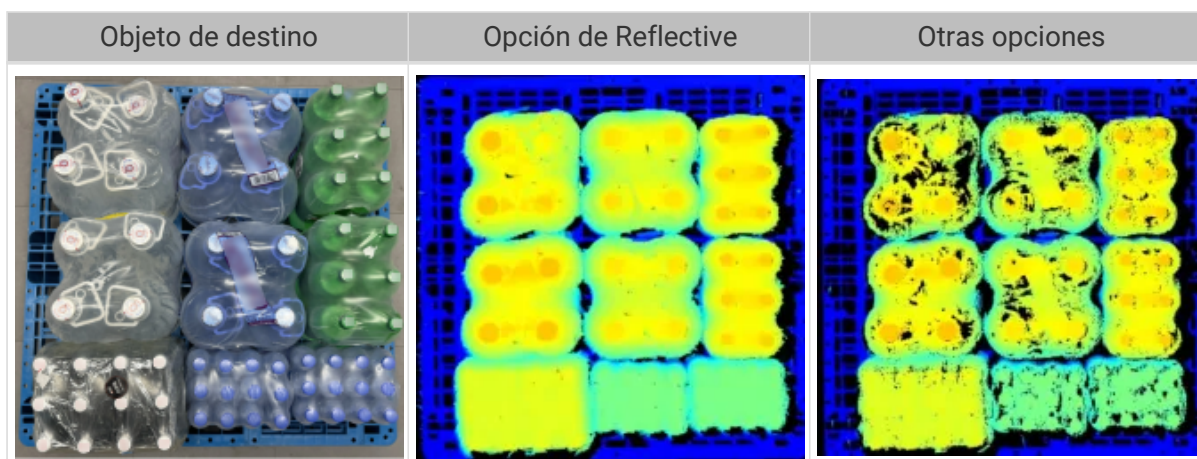 Objeto de destino
Opción de Reflective
Otras opciones